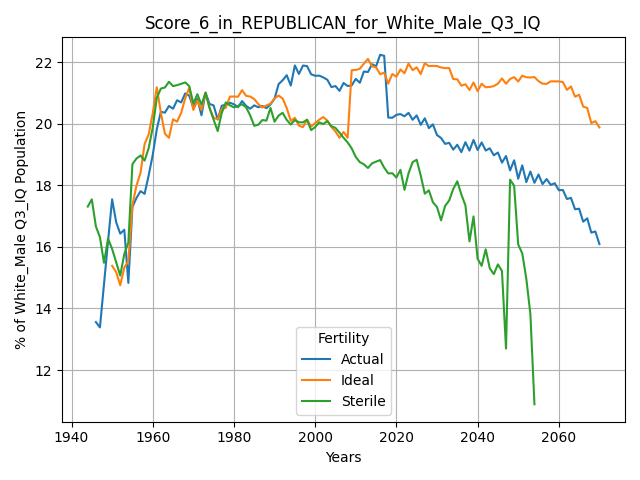 Score_6_in_REPUBLICAN_for_White_Male_Q3_IQ
% of White_Male Q3_IQ Population
22
20
18
16
14
12
1940
1960
1980
2000
2020
2040
2060
Years
Fertility
Actual
Ideal
Sterile